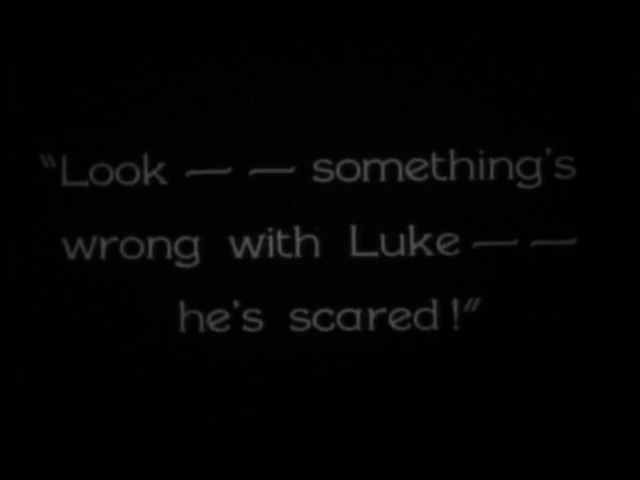 "Look — — something's
wrong with Luke — —
he's scared!"